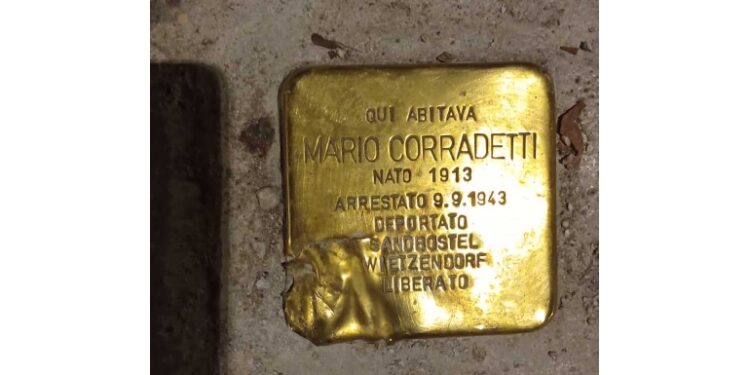 QUI ABITAVA
MARIO CORRADETTI
NATO 1913
ARRESTATO 9.9.1943
DEPORTATO
SANDBOSTEL
WIETZENDORF
LIBERATO